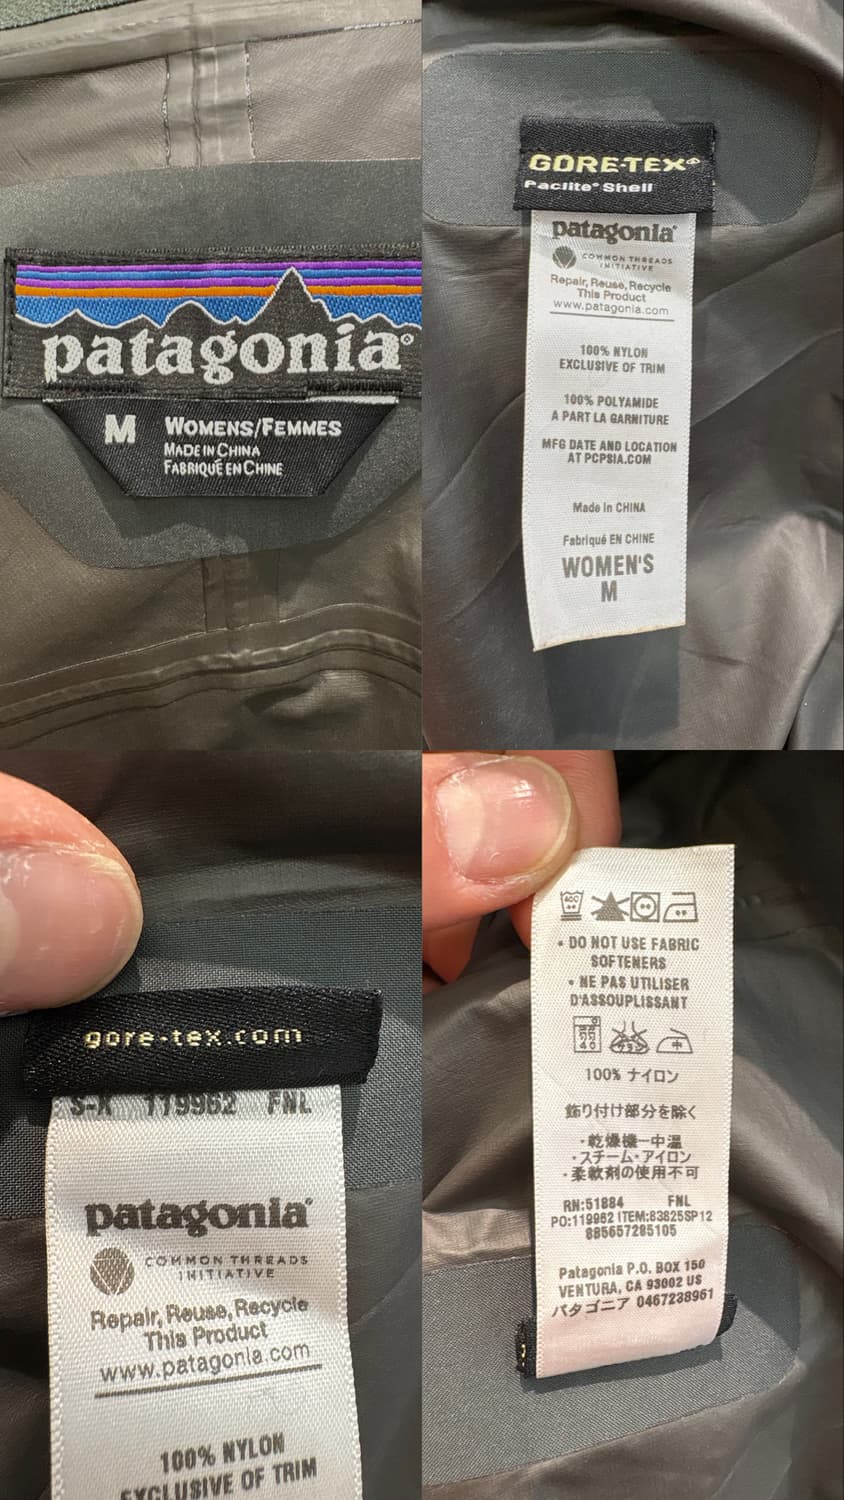 patagonia®
M WOMENS/FEMMES
MADE IN CHINA
FABRIQUÉ EN CHINE
GORE-TEX®
Paclite® Shell
patagonia®
COMMON THREADS
INITIATIVE
Repair, Reuse, Recycle
This Product
www.patagonia.com
100% NYLON
EXCLUSIVE OF TRIM
100% POLYAMIDE
A PART LA GARNITURE
MFG DATE AND LOCATION
AT PCPSIA.COM
Made in CHINA
Fabriqué EN CHINE
WOMEN'S
M
gore-tex.com
S-X 119962 FNL
patagonia®
COMMON THREADS
INITIATIVE
Repair, Reuse, Recycle
This Product
www.patagonia.com
100% NYLON
EXCLUSIVE OF TRIM
• DO NOT USE FABRIC
SOFTENERS
• NE PAS UTILISER
D'ASSOUPLISSANT
40
100% ナイロン
飾り付け部分を除く
・乾燥機一中温
・スチーム・アイロン
・柔軟剤の使用不可
RN:51884 FNL
PO:119962 ITEM:83825SP12
885657285105
Patagonia P.O. BOX 150
VENTURA, CA 93002 US
パタゴニア 0467238961